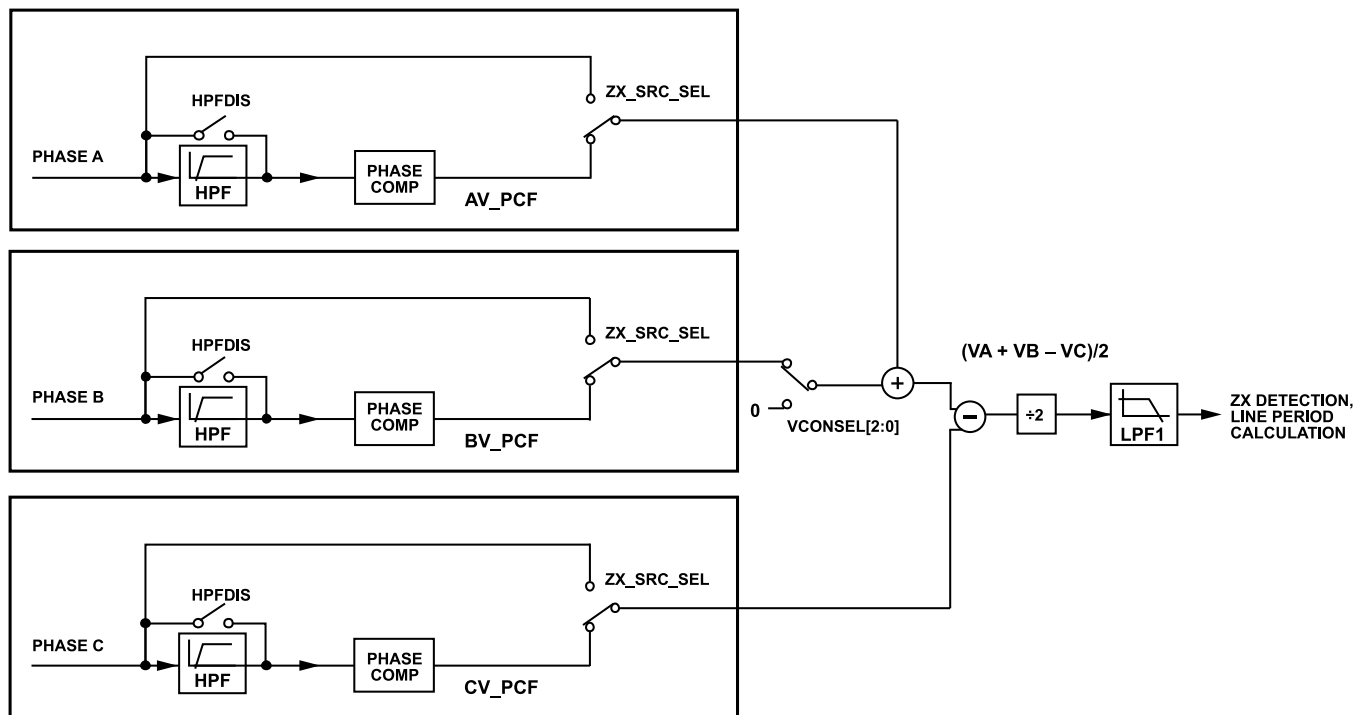 ZX_SRC_SEL
HPFDIS
PHASE A
HPF
PHASE
COMP
AV_PCF
ZX_SRC_SEL
HPFDIS
PHASE B
HPF
PHASE
COMP
BV_PCF
0
VCONSEL[2:0]
+
(VA + VB – VC)/2
–
÷2
LPF1
ZX DETECTION,
LINE PERIOD
CALCULATION
ZX_SRC_SEL
HPFDIS
PHASE C
HPF
PHASE
COMP
CV_PCF